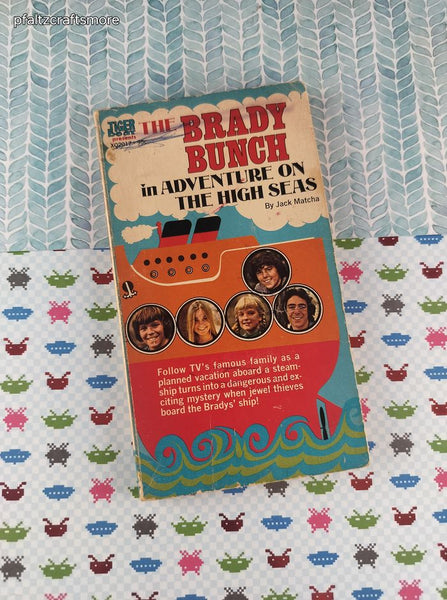 pfaltzcraftsmore
TIGER
BEAT
presents
XQ2017
THE BRADY
BUNCH
in ADVENTURE ON
THE HIGH SEAS
By Jack Matcha
Follow TV's famous family as a
planned vacation aboard a steam-
ship turns into a dangerous and ex-
citing mystery when jewel thieves
board the Bradys' ship!